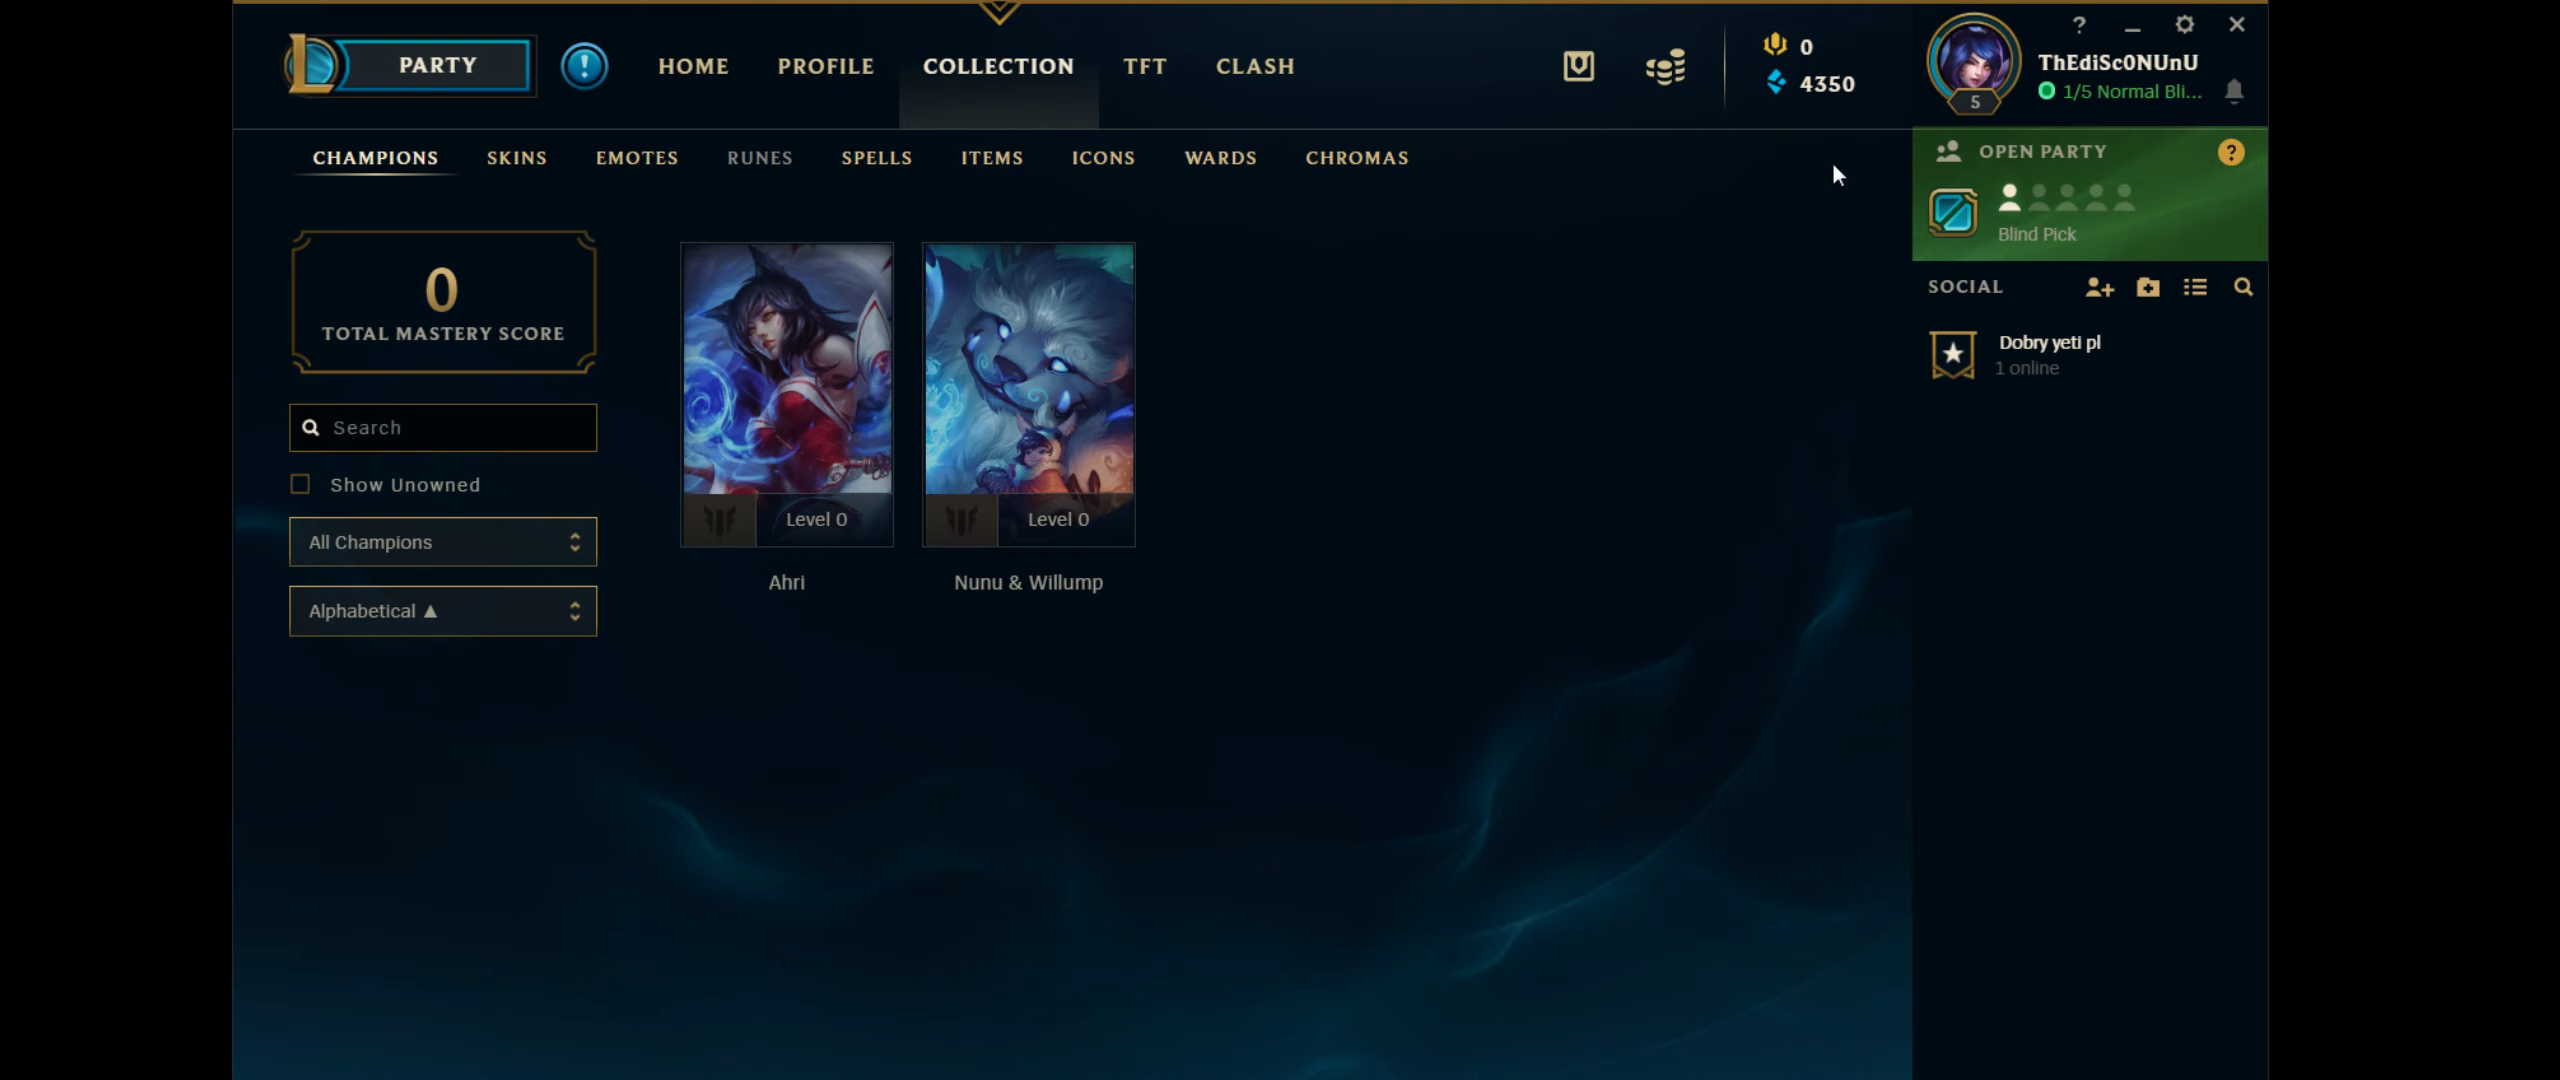 PARTY
HOME
PROFILE
COLLECTION
TFT
CLASH
0
4350
5
?
ThEdiSc0NUnU
1/5 Normal Bli...
CHAMPIONS
SKINS
EMOTES
RUNES
SPELLS
ITEMS
ICONS
WARDS
CHROMAS
OPEN PARTY
?
Blind Pick
0
TOTAL MASTERY SCORE
Search
Show Unowned
All Champions
Alphabetical ▲
Level 0
Ahri
Level 0
Nunu & Willump
SOCIAL
Dobry yeti pl
1 online